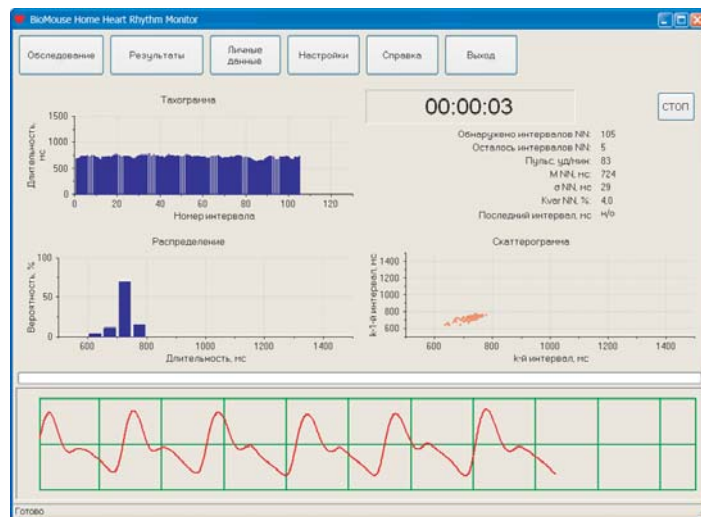 BioMouse Home Heart Rhythm Monitor
Обследование
Результаты
Личные
данные
Настройки
Справка
Выход
Тахограмма
00:00:03
СТОП
Длительность,
мс
1500
1000
500
0
0 20 40 60 80 100 120
Номер интервала
Обнаружено интервалов NN: 105
Осталось интервалов NN: 5
Пульс, уд/мин: 83
M NN, мс: 724
σ NN, мс 29
Kvar NN, %: 4,0
Последний интервал, мс н/о
Распределение
Вероятность, %
100
50
0
600 800 1000 1200 1400
Длительность, мс
Скаттерограмма
k-1-й интервал, мс
1400
1200
1000
800
600
600 800 1000 1200 1400
k-й интервал, мс
Готово